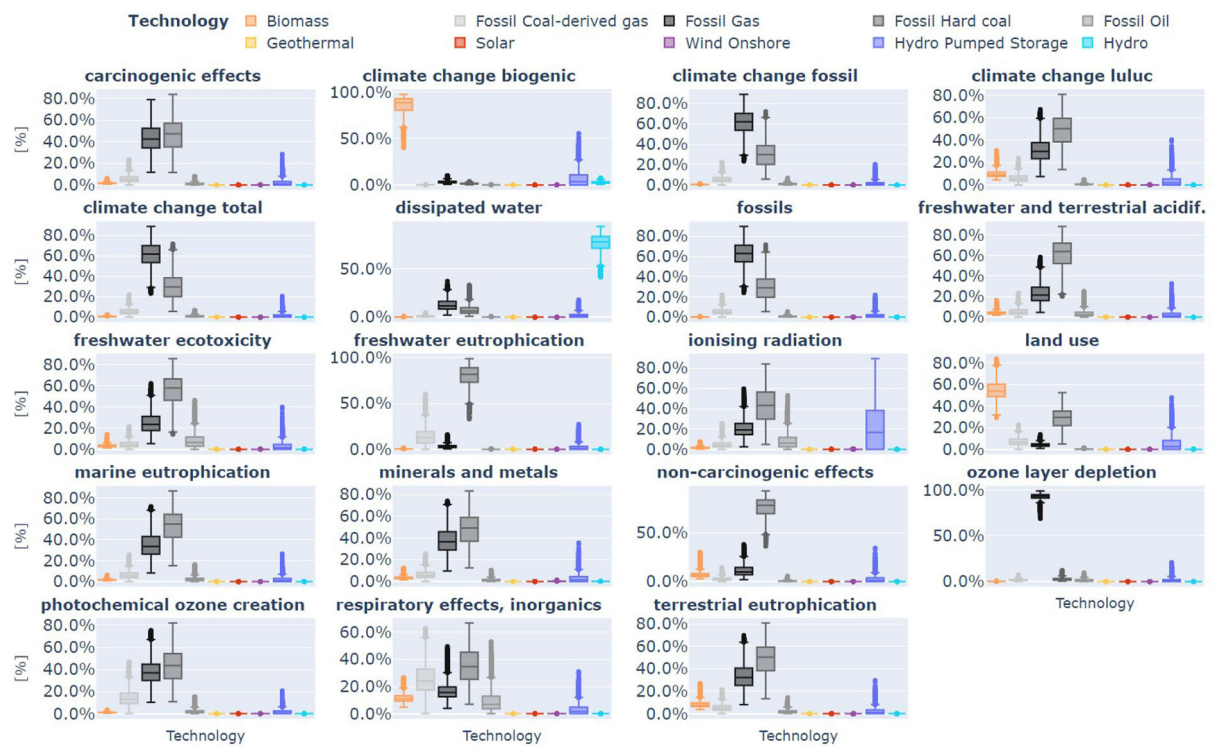 Technology Biomass Fossil Coal-derived gas Fossil Gas Fossil Hard coal Fossil Oil
Geothermal Solar Wind Onshore Hydro Pumped Storage Hydro
carcinogenic effects climate change biogenic climate change fossil climate change luluc
[%] 80.0% 60.0% 40.0% 20.0% 0.0% 100.0% 50.0% 0.0% 80.0% 60.0% 40.0% 20.0% 0.0% 80.0% 60.0% 40.0% 20.0% 0.0%
climate change total dissipated water fossils freshwater and terrestrial acidif.
[%] 80.0% 60.0% 40.0% 20.0% 0.0% 50.0% 0.0% 80.0% 60.0% 40.0% 20.0% 0.0% 80.0% 60.0% 40.0% 20.0% 0.0%
freshwater ecotoxicity freshwater eutrophication ionising radiation land use
[%] 80.0% 60.0% 40.0% 20.0% 0.0% 100.0% 50.0% 0.0% 80.0% 60.0% 40.0% 20.0% 0.0% 80.0% 60.0% 40.0% 20.0% 0.0%
marine eutrophication minerals and metals non-carcinogenic effects ozone layer depletion
[%] 80.0% 60.0% 40.0% 20.0% 0.0% 80.0% 60.0% 40.0% 20.0% 0.0% 50.0% 0.0% 100.0% 50.0% 0.0%
Technology
photochemical ozone creation respiratory effects, inorganics terrestrial eutrophication
[%] 80.0% 60.0% 40.0% 20.0% 0.0% 60.0% 40.0% 20.0% 0.0% 80.0% 60.0% 40.0% 20.0% 0.0%
Technology Technology Technology